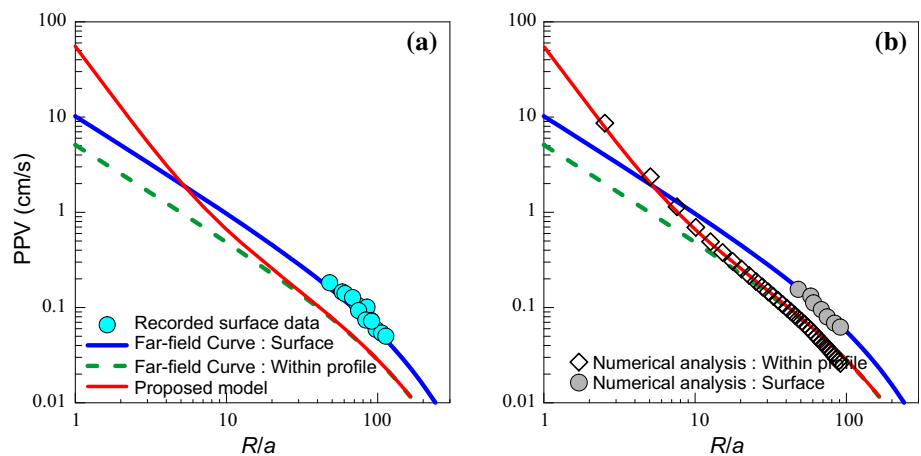 100
10
1
0.1
0.01
PPV (cm/s)
(a)
Recorded surface data
Far-field Curve : Surface
Far-field Curve : Within profile
Proposed model
1
10
100
R/a
100
10
1
0.1
0.01
(b)
Numerical analysis : Within profile
Numerical analysis : Surface
1
10
100
R/a